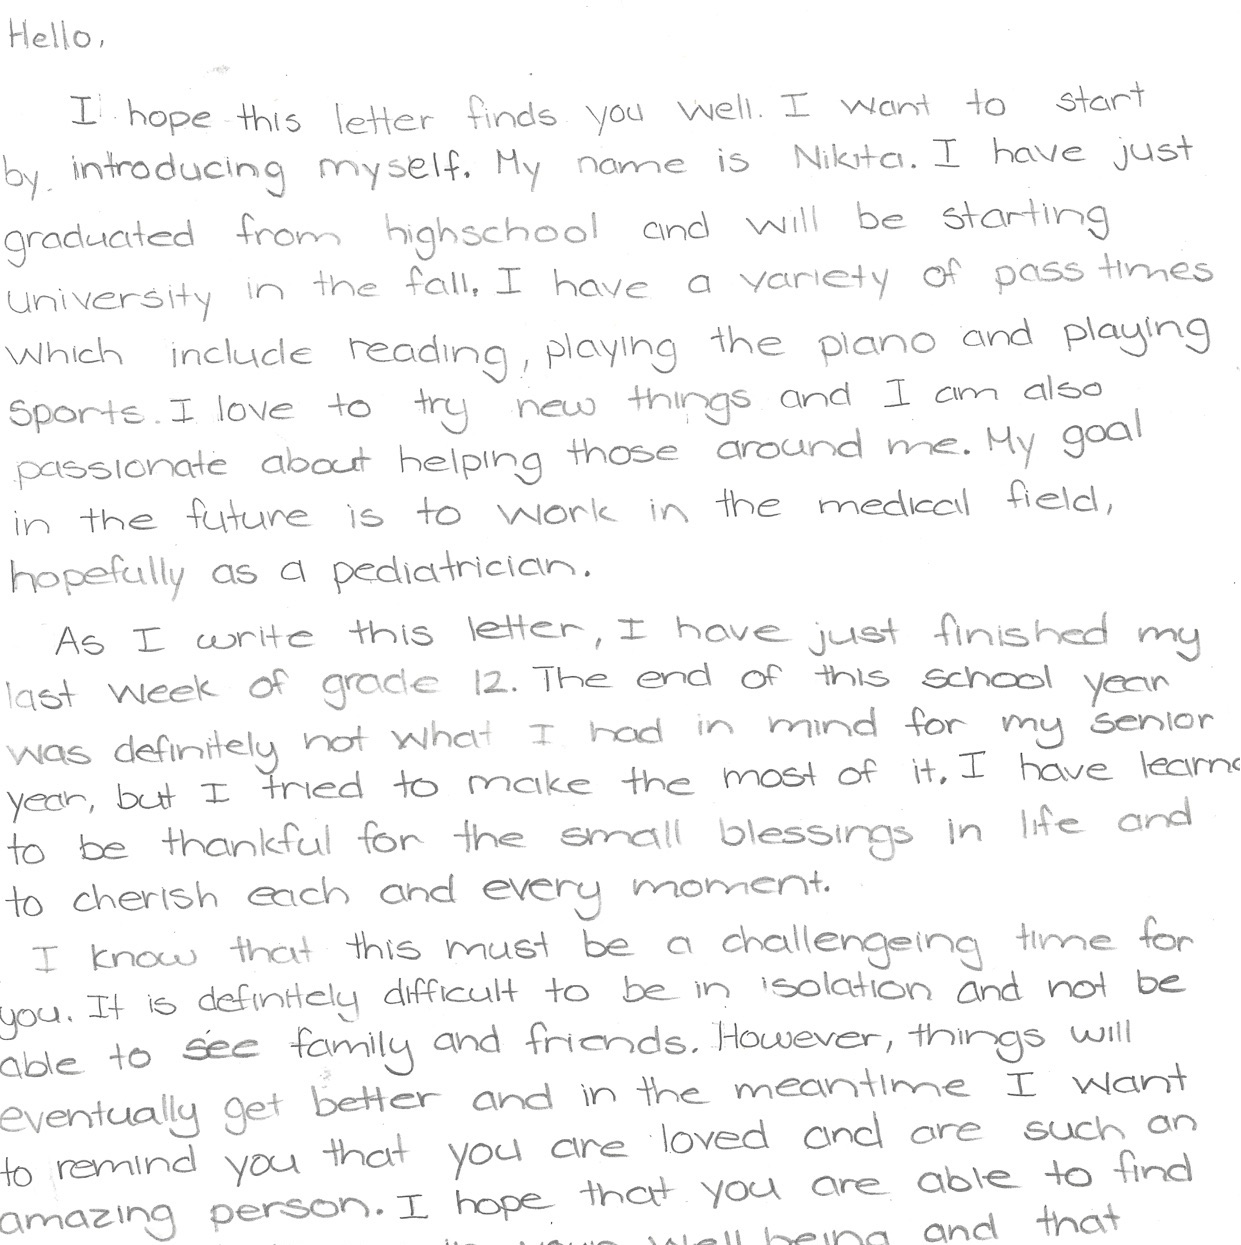 Hello,
I hope this letter finds you well. I want to start
by introducing myself. My name is Nikita. I have just
graduated from highschool and will be starting
university in the fall. I have a variety of pass times
which include reading, playing the piano and playing
sports. I love to try new things and I am also
passionate about helping those around me. My goal
in the future is to work in the medical field,
hopefully as a pediatrician.
As I write this letter, I have just finished my
last week of grade 12. The end of this school year
was definitely not what I had in mind for my senior
year, but I tried to make the most of it. I have learn
to be thankful for the small blessings in life and
to cherish each and every moment.
I know that this must be a challengeing time for
you. It is definitely difficult to be in isolation and not be
able to see family and friends. However, things will
eventually get better and in the meantime I want
to remind you that you are loved and are such an
amazing person. I hope that you are able to find
your well being and that